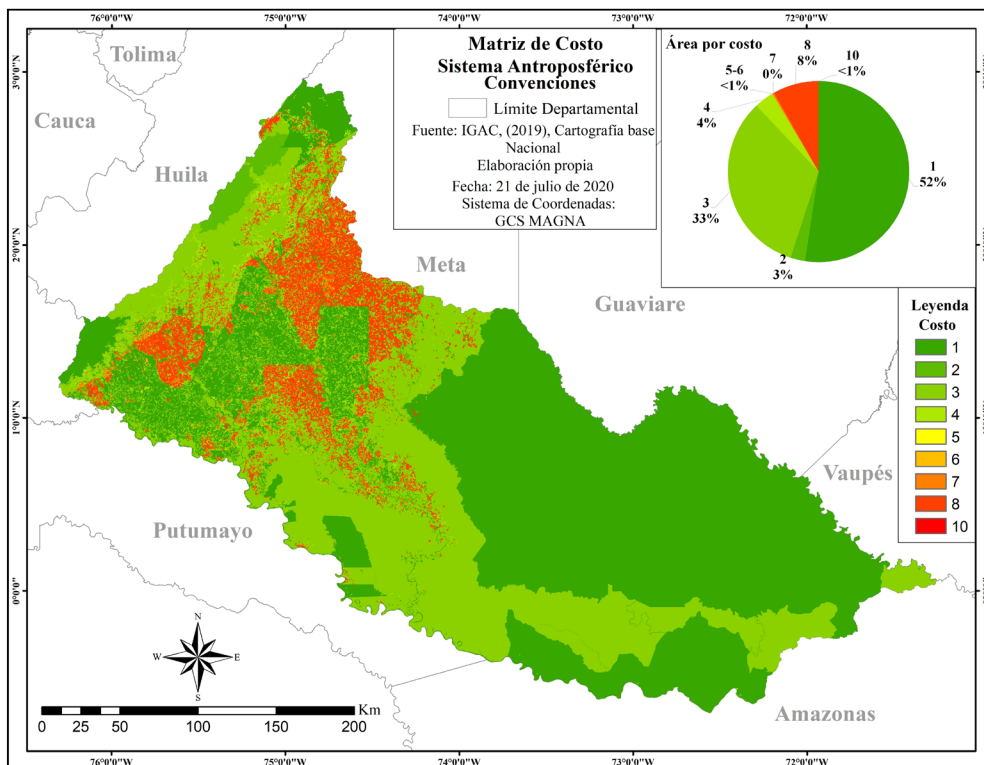 76°0'0"W
75°0'0"W
74°0'0"W
73°0'0"W
72°0'0"W
3°0'0"N
2°0'0"N
1°0'0"N
0°0'0"
Tolima
Cauca
Huila
Meta
Guaviare
Vaupés
Putumayo
Amazonas
Matriz de Costo
Sistema Antroposférico
Convenciones
Límite Departamental
Fuente: IGAC, (2019), Cartografía base
Nacional
Elaboración propia
Fecha: 21 de julio de 2020
Sistema de Coordenadas:
GCS MAGNA
Área por costo
1
52%
2
3%
3
33%
4
4%
5-6
<1%
7
0%
8
8%
10
<1%
Leyenda
Costo
1
2
3
4
5
6
7
8
10
N
W
E
S
Km
0 25 50 100 150 200
76°0'0"W
75°0'0"W
74°0'0"W
73°0'0"W
72°0'0"W